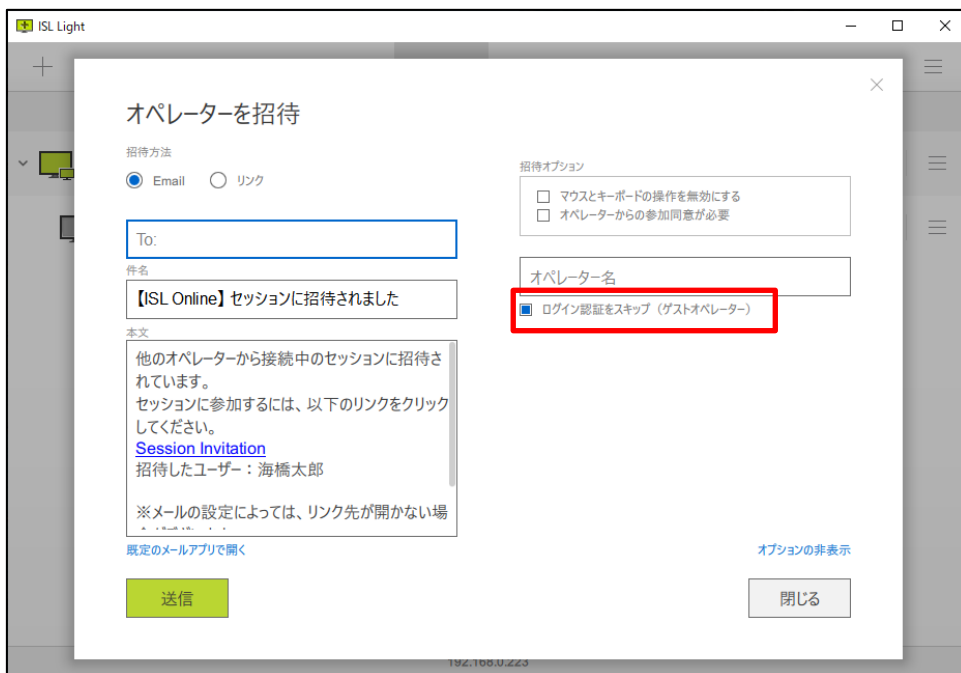 ISL Light
オペレーターを招待
招待方法
Email
リンク
To:
件名
【ISL Online】セッションに招待されました
本文
他のオペレーターから接続中のセッションに招待さ
れています。
セッションに参加するには、以下のリンクをクリック
してください。
Session Invitation
招待したユーザー：海橋太郎
※メールの設定によっては、リンク先が開かない場
既定のメールアプリで開く
送信
招待オプション
マウスとキーボードの操作を無効にする
オペレーターからの参加同意が必要
オペレーター名
ログイン認証をスキップ（ゲストオペレーター）
オプションの非表示
閉じる
192.168.0.223